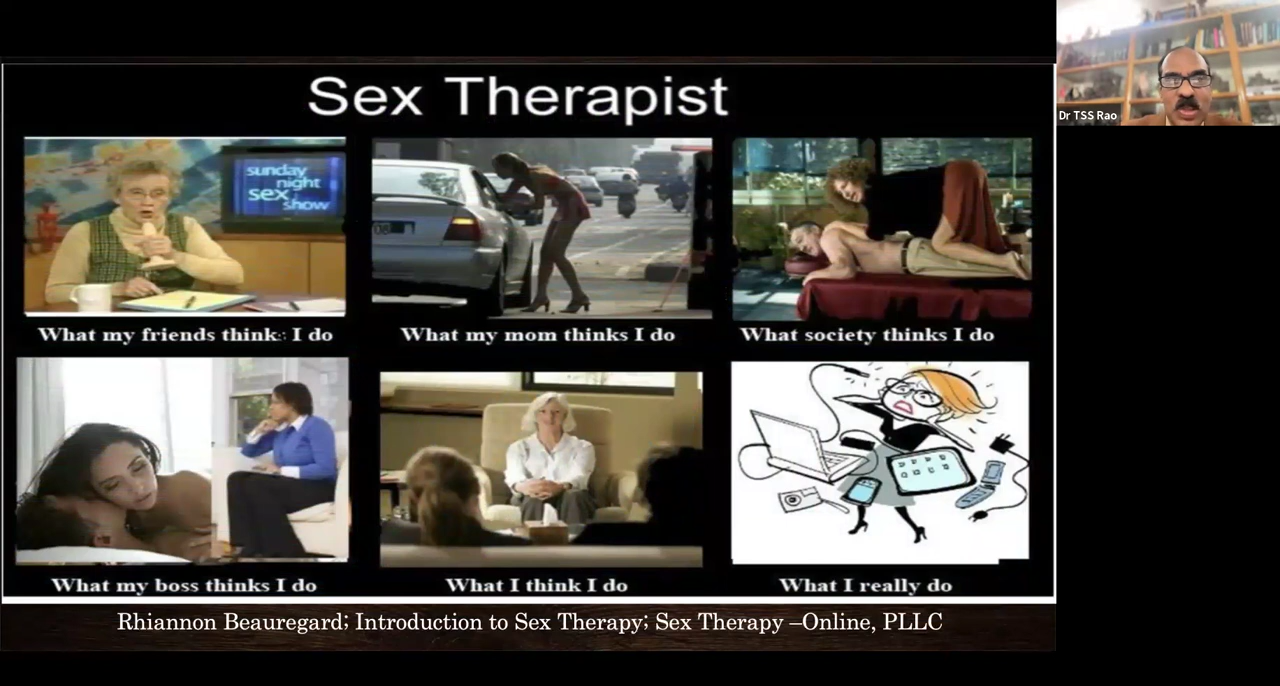 Sex Therapist
Dr TSS Rao
sunday
night
sex
show
08
What my friends think:: I do
What my mom thinks I do
What society thinks I do
What my boss thinks I do
What I think I do
What I really do
Rhiannon Beauregard; Introduction to Sex Therapy; Sex Therapy –Online, PLLC